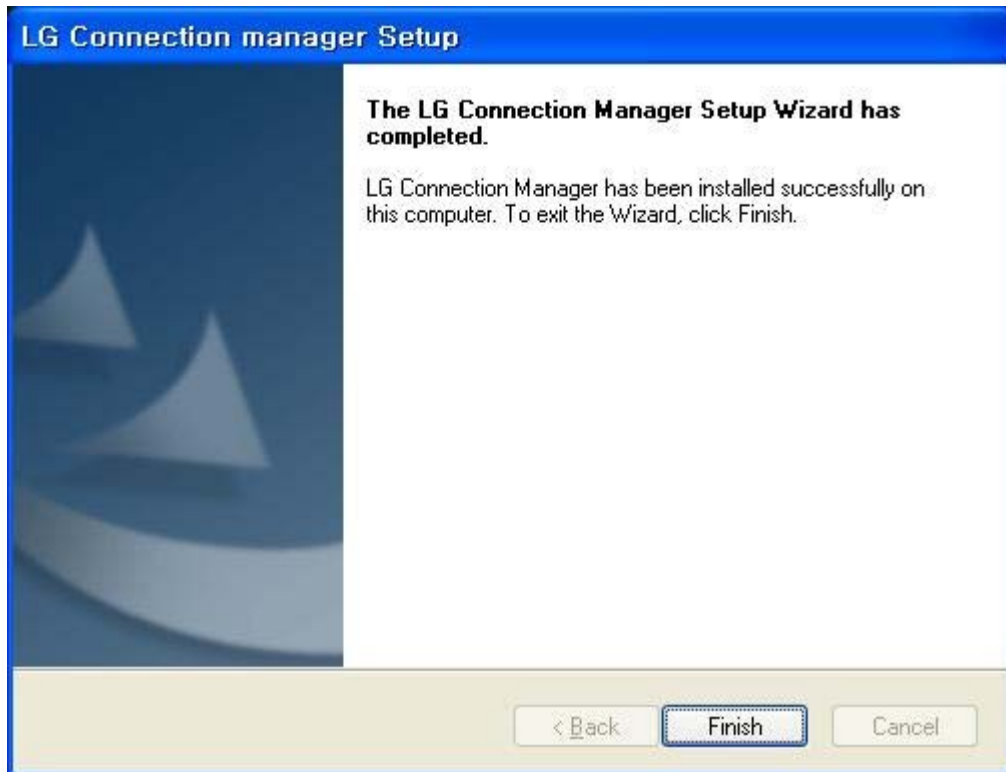 LG Connection manager Setup
The LG Connection Manager Setup Wizard has
completed.
LG Connection Manager has been installed successfully on
this computer. To exit the Wizard, click Finish.
< Back
Finish
Cancel